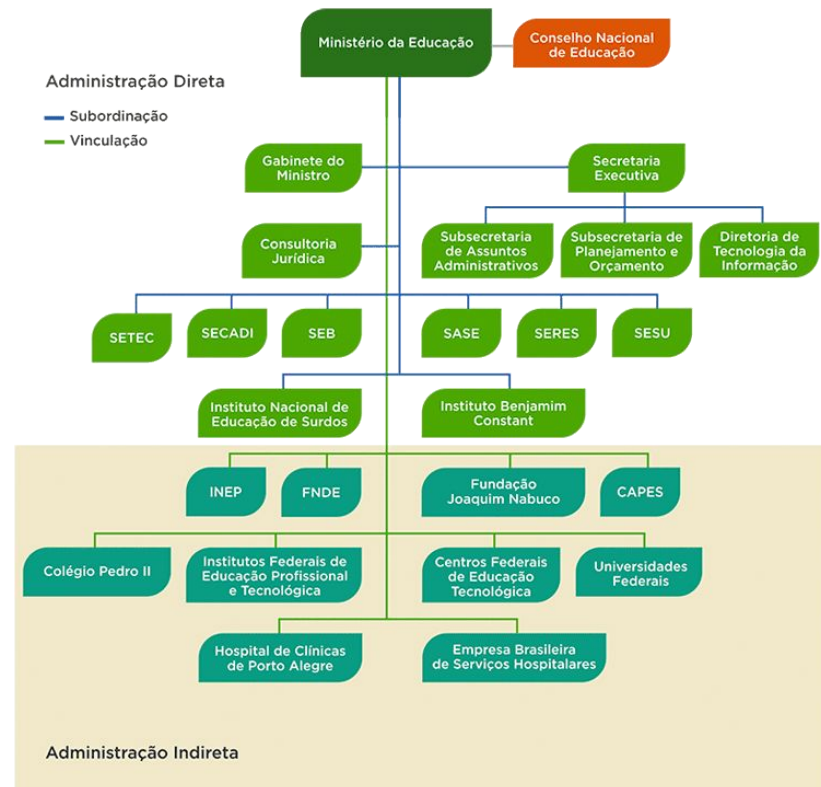 Ministério da Educação
Conselho Nacional
de Educação
Administração Direta
Subordinação
Vinculação
Gabinete do
Ministro
Secretaria
Executiva
Consultoria
Jurídica
Subsecretaria
de Assuntos
Administrativos
Subsecretaria de
Planejamento e
Orçamento
Diretoria de
Tecnologia da
Informação
SETEC
SECADI
SEB
SASE
SERES
SESU
Instituto Nacional de
Educação de Surdos
Instituto Benjamim
Constant
INEP
FNDE
Fundação
Joaquim Nabuco
CAPES
Colégio Pedro II
Institutos Federais de
Educação Profissional
e Tecnológica
Centros Federais
de Educação
Tecnológica
Universidades
Federais
Hospital de Clínicas
de Porto Alegre
Empresa Brasileira
de Serviços Hospitalares
Administração Indireta